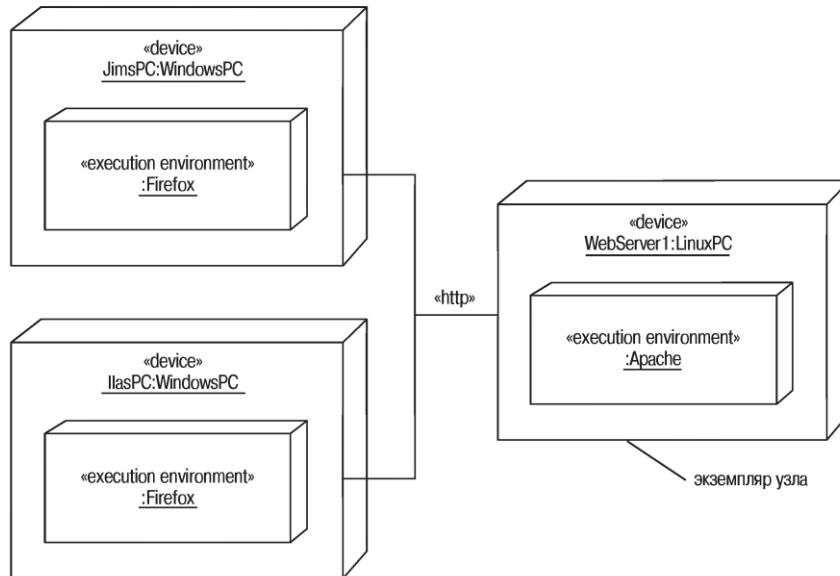 «device»
JimsPC:WindowsPC
«execution environment»
:Firefox
«device»
IlasPC:WindowsPC
«execution environment»
:Firefox
«http»
«device»
WebServer1:LinuxPC
«execution environment»
:Apache
экземпляр узла